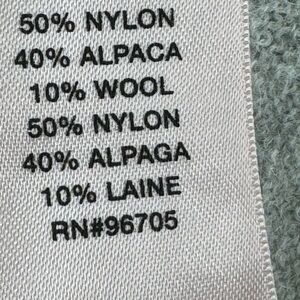 50% NYLON
40% ALPACA
10% WOOL
50% NYLON
40% ALPAGA
10% LAINE
RN#96705